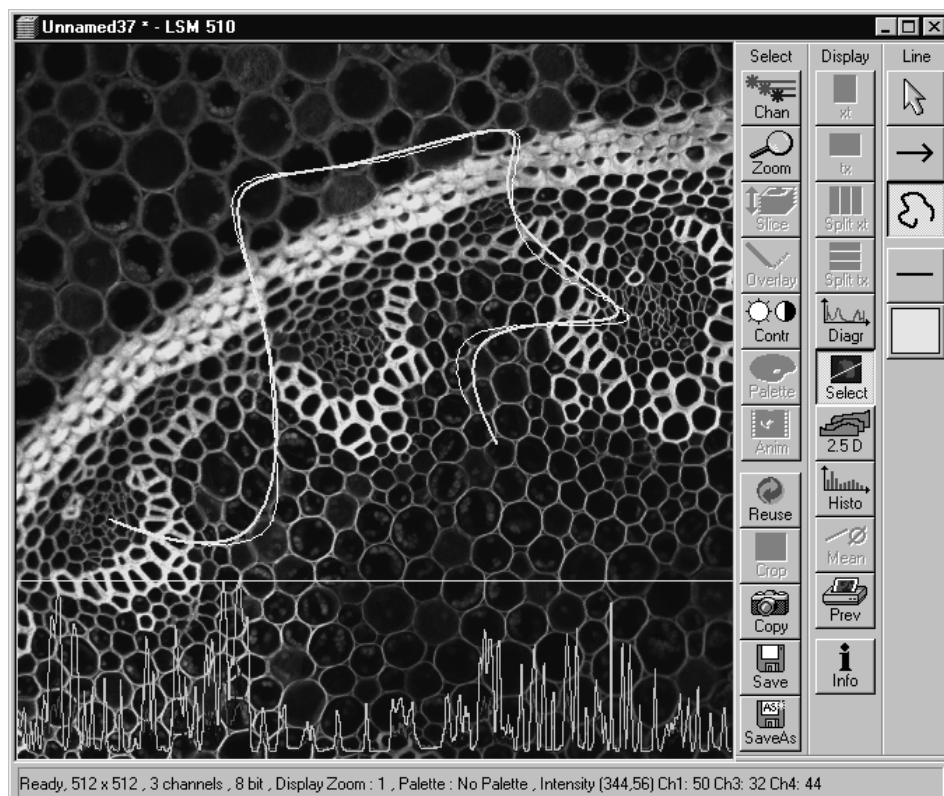 Unnamed37 * - LSM 510
Select
Display
Line
Chan
xt
Zoom
tx
Slice
Split xt
Overlay
Split tx
Contr
Diagr
Palette
Select
Anim
2.5 D
Reuse
Histo
Crop
Mean
Copy
Prev
Save
Info
AS
SaveAs
Ready, 512 x 512 , 3 channels , 8 bit , Display Zoom : 1 , Palette : No Palette , Intensity (344,56) Ch1: 50 Ch3: 32 Ch4: 44